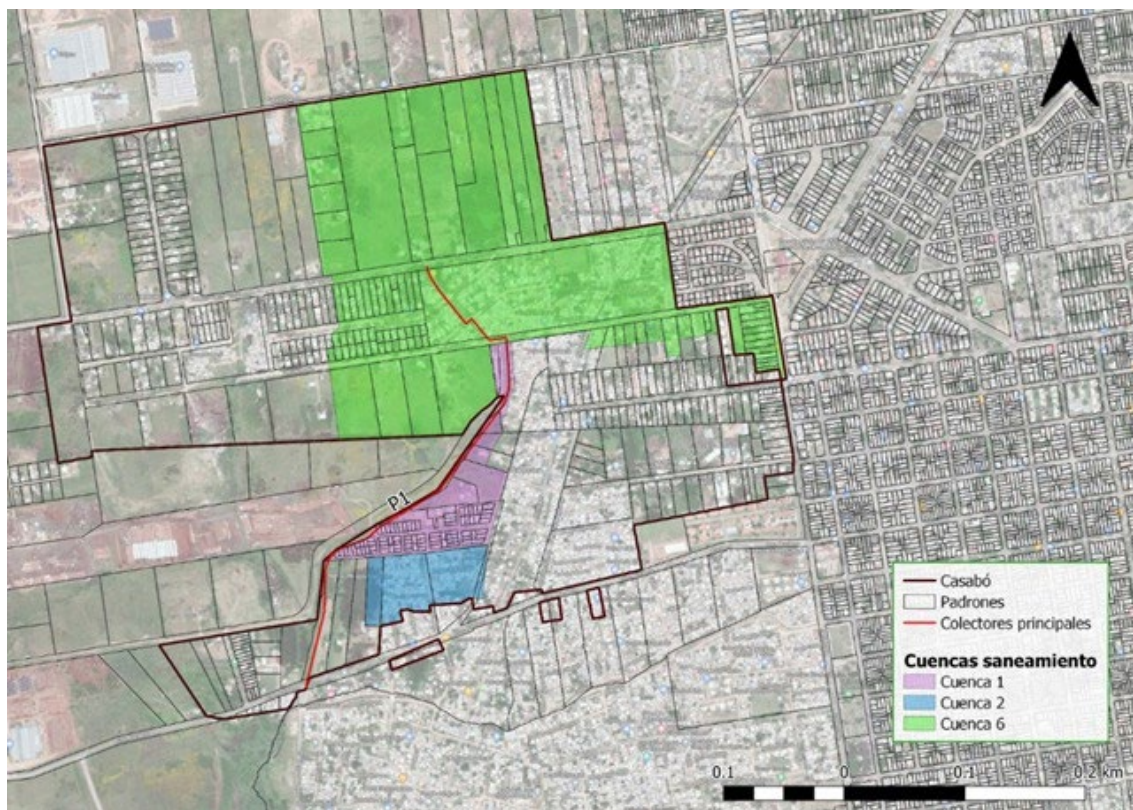 P1
Casabó
Padrones
Colectores principales
Cuencas saneamiento
Cuenca 1
Cuenca 2
Cuenca 6
0.1 0 0.1 0.2 km